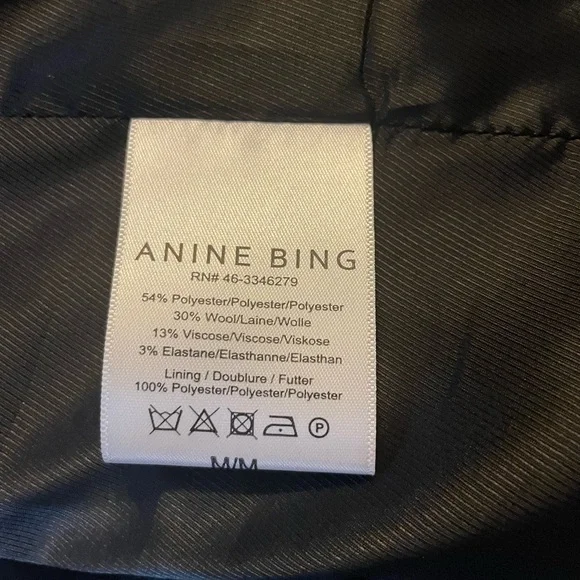 ANINE BING
RN# 46-3346279
54% Polyester/Polyester/Polyester
30% Wool/Laine/Wolle
13% Viscose/Viscose/Viskose
3% Elastane/Elasthanne/Elasthan
Lining / Doublure / Futter
100% Polyester/Polyester/Polyester
P
M/M